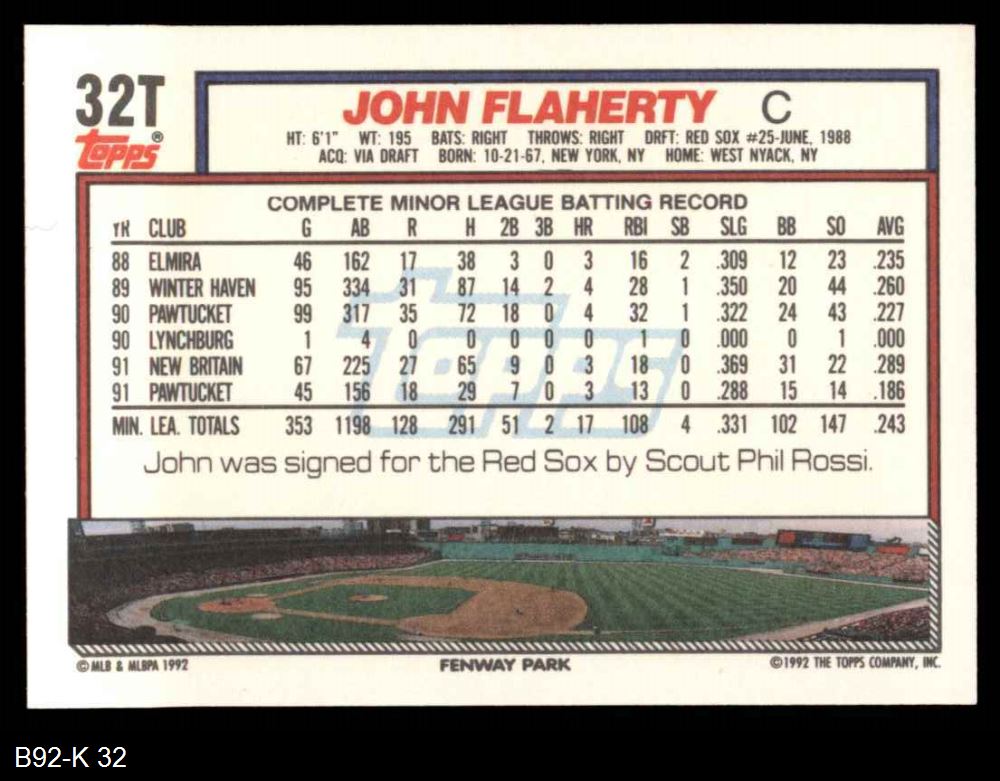 32T
Topps®
JOHN FLAHERTY C
HT: 6'1" WT: 195 BATS: RIGHT THROWS: RIGHT DRFT: RED SOX #25-JUNE, 1988
ACQ: VIA DRAFT BORN: 10-21-67, NEW YORK, NY HOME: WEST NYACK, NY
COMPLETE MINOR LEAGUE BATTING RECORD
YR CLUB G AB R H 2B 3B HR RBI SB SLG BB SO AVG
88 ELMIRA 46 162 17 38 3 0 3 16 2 .309 12 23 .235
89 WINTER HAVEN 95 334 31 87 14 2 4 28 1 .350 20 44 .260
90 PAWTUCKET 99 317 35 72 18 0 4 32 1 .322 24 43 .227
90 LYNCHBURG 1 4 0 0 0 0 0 1 0 .000 0 1 .000
91 NEW BRITAIN 67 225 27 65 9 0 3 18 0 .369 31 22 .289
91 PAWTUCKET 45 156 18 29 7 0 3 13 0 .288 15 14 .186
MIN. LEA. TOTALS 353 1198 128 291 51 2 17 108 4 .331 102 147 .243
topps
John was signed for the Red Sox by Scout Phil Rossi.
© MLB & MLBPA 1992 FENWAY PARK ©1992 THE TOPPS COMPANY, INC.
B92-K 32